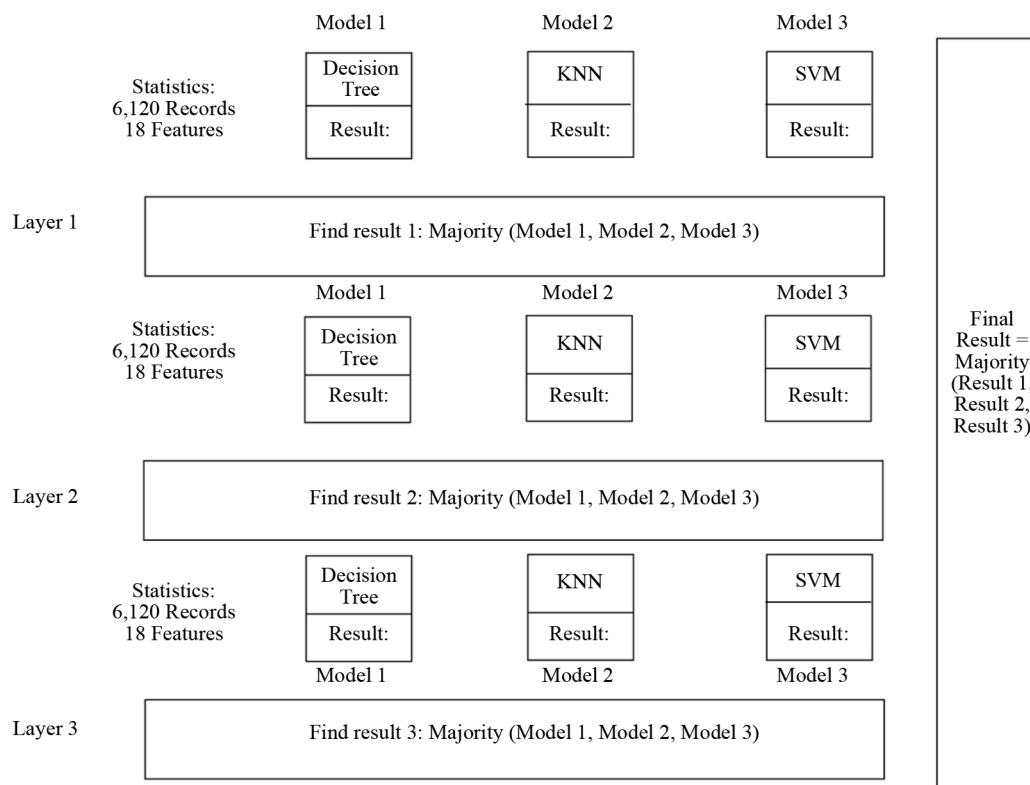 Model 1
Model 2
Model 3
Statistics:
6,120 Records
18 Features
Decision
Tree
Result:
KNN
Result:
SVM
Result:
Layer 1
Find result 1: Majority (Model 1, Model 2, Model 3)
Model 1
Model 2
Model 3
Statistics:
6,120 Records
18 Features
Decision
Tree
Result:
KNN
Result:
SVM
Result:
Layer 2
Find result 2: Majority (Model 1, Model 2, Model 3)
Statistics:
6,120 Records
18 Features
Decision
Tree
Result:
KNN
Result:
SVM
Result:
Model 1
Model 2
Model 3
Layer 3
Find result 3: Majority (Model 1, Model 2, Model 3)
Final
Result =
Majority
(Result 1,
Result 2,
Result 3)